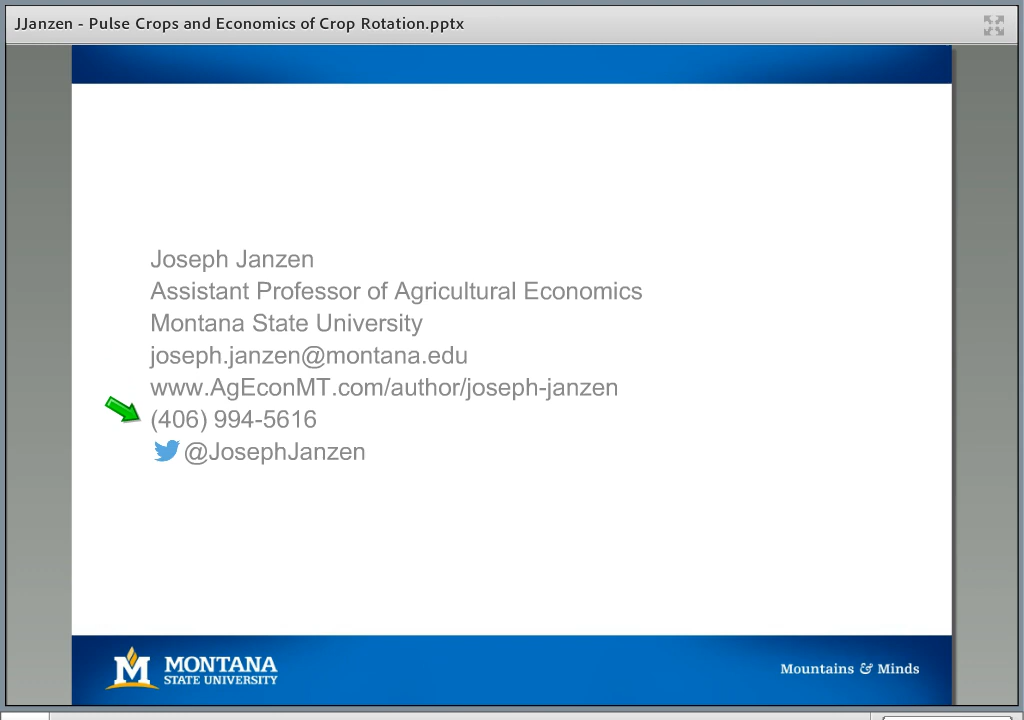 JJanzen - Pulse Crops and Economics of Crop Rotation.pptx
Joseph Janzen
Assistant Professor of Agricultural Economics
Montana State University
joseph.janzen@montana.edu
www.AgEconMT.com/author/joseph-janzen
(406) 994-5616
@JosephJanzen
M MONTANA
STATE UNIVERSITY
Mountains & Minds